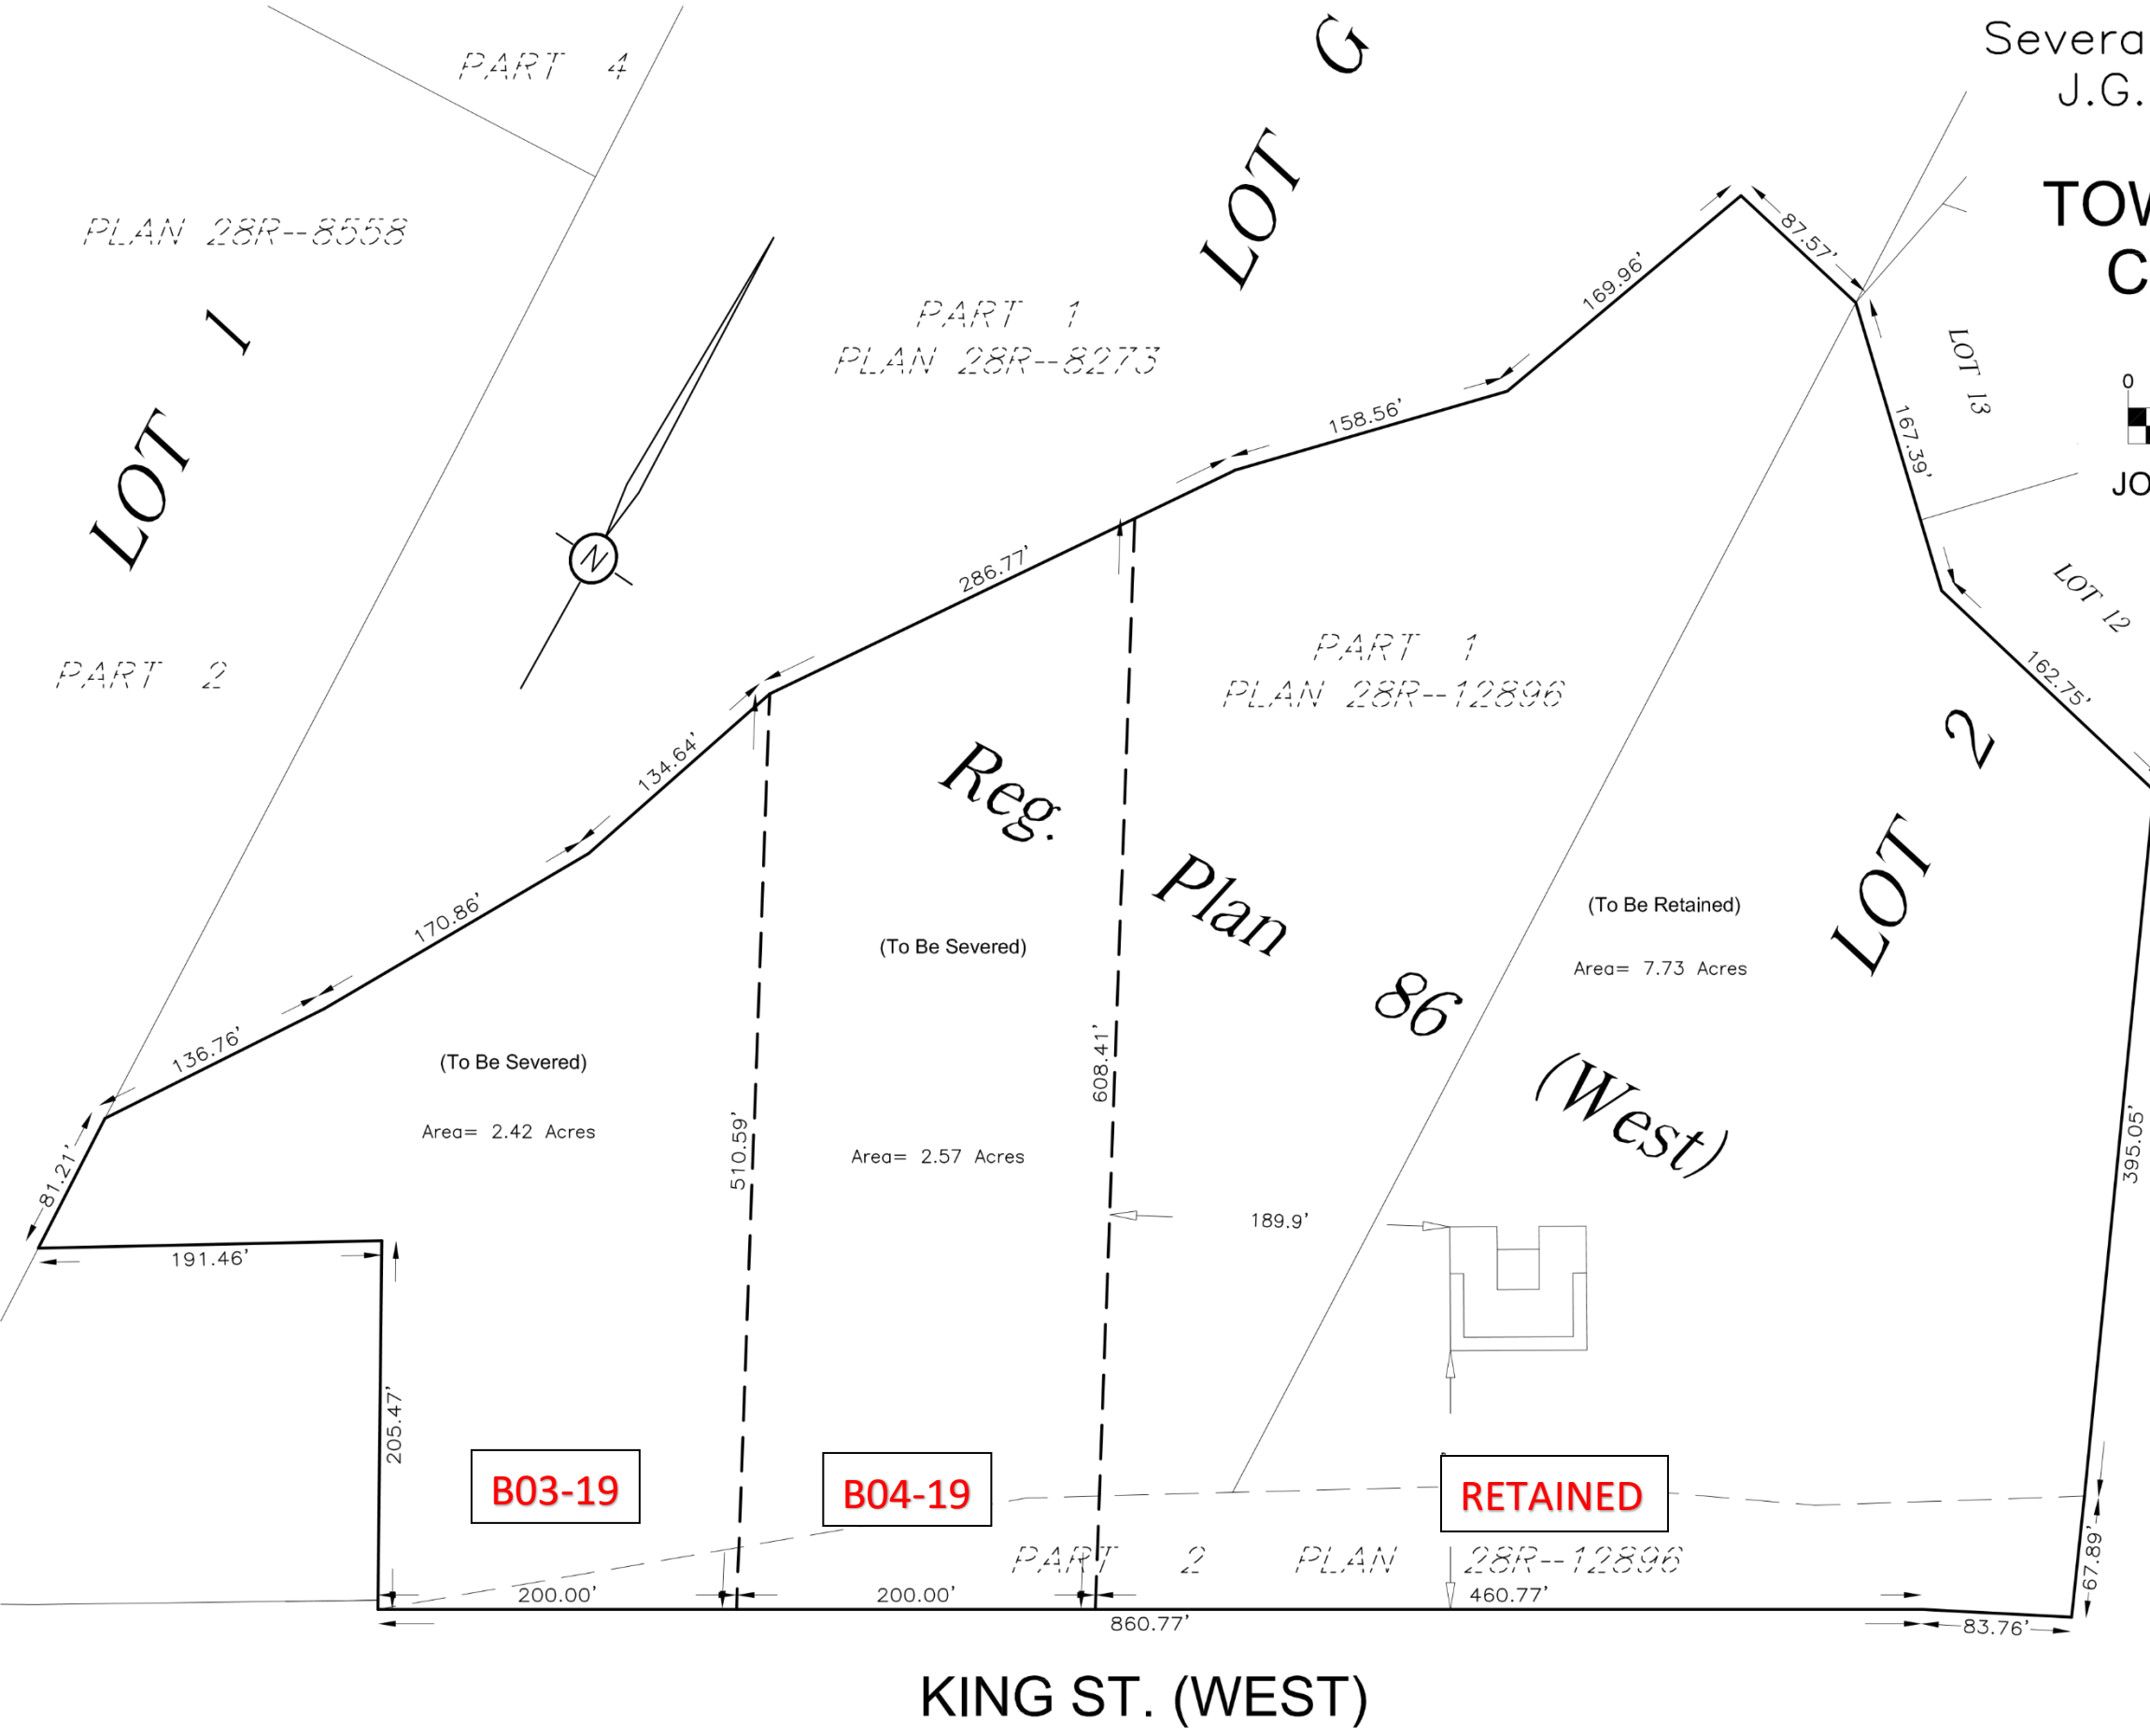 Severa
J.G.
TOW
C
0
JO
PART 4
PLAN 28R--8558
LOT 1
PART 2
LOT G
PART 1
PLAN 28R--8273
N
87.57'
169.96'
158.56'
LOT 13
167.39'
LOT 12
162.75'
286.77'
134.64'
170.86'
136.76'
81.21'
191.46'
205.47'
PART 1
PLAN 28R--12896
Reg. Plan 86 (West)
LOT 2
(To Be Severed)
Area= 2.42 Acres
510.59'
(To Be Severed)
Area= 2.57 Acres
608.41'
(To Be Retained)
Area= 7.73 Acres
189.9'
395.05'
B03-19
B04-19
RETAINED
PART 2 PLAN 28R--12896
67.89'
200.00'
200.00'
460.77'
860.77'
83.76'
KING ST. (WEST)